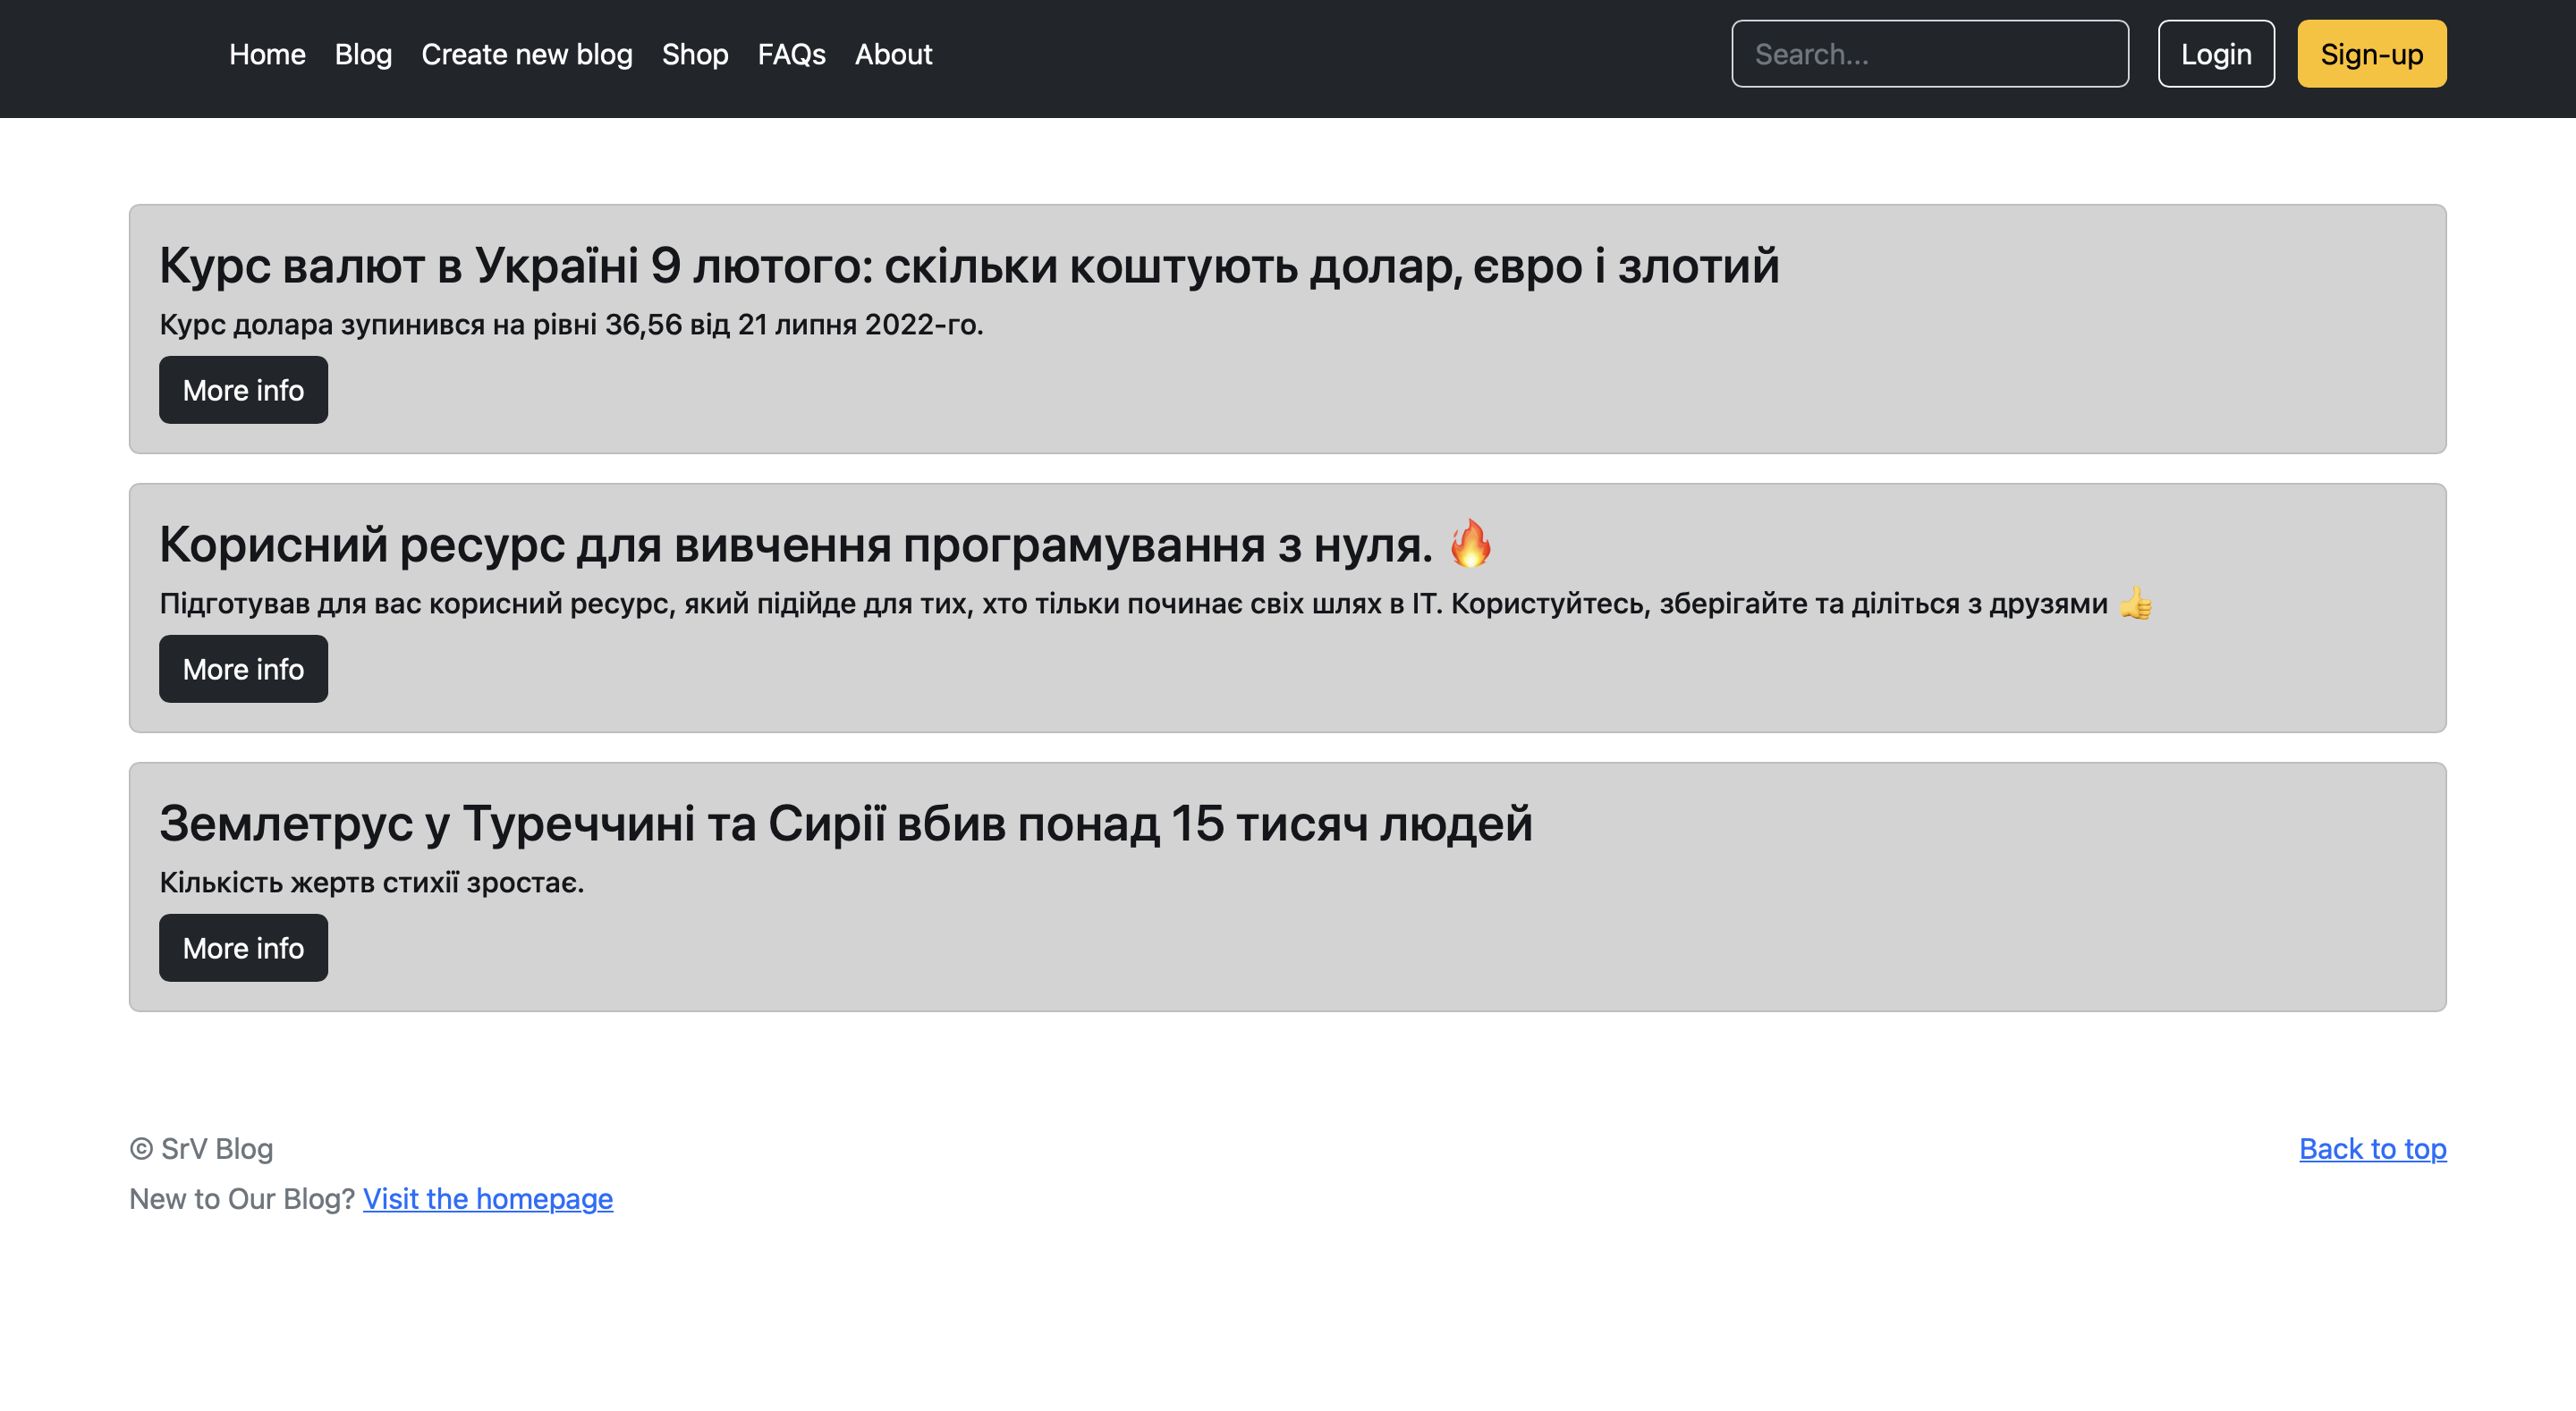 Home Blog Create new blog Shop FAQs About Search... Login Sign-up
Курс валют в Україні 9 лютого: скільки коштують долар, євро і злотий
Курс долара зупинився на рівні 36,56 від 21 липня 2022-го.
More info
Корисний ресурс для вивчення програмування з нуля. 🔥
Підготував для вас корисний ресурс, який підійде для тих, хто тільки починає свіх шлях в ІТ. Користуйтесь, зберігайте та діліться з друзями 👍
More info
Землетрус у Туреччині та Сирії вбив понад 15 тисяч людей
Кількість жертв стихії зростає.
More info
© SrV Blog Back to top
New to Our Blog? Visit the homepage